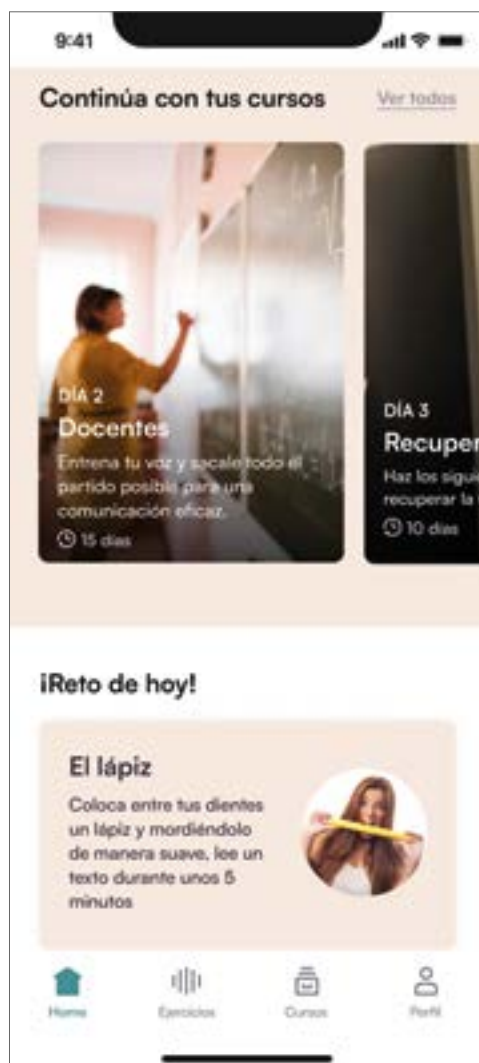 9:41
Continúa con tus cursos
Ver todos
DÍA 2
Docentes
Entrena tu voz y sacale todo el
partido posible para una
comunicación eficaz.
15 días
DÍA 3
Recuper
Haz los sigui
recuperar la
10 días
¡Reto de hoy!
El lápiz
Coloca entre tus dientes
un lápiz y mordiéndolo
de manera suave, lee un
texto durante unos 5
minutos
Home
Ejercicios
Cursos
Perfil